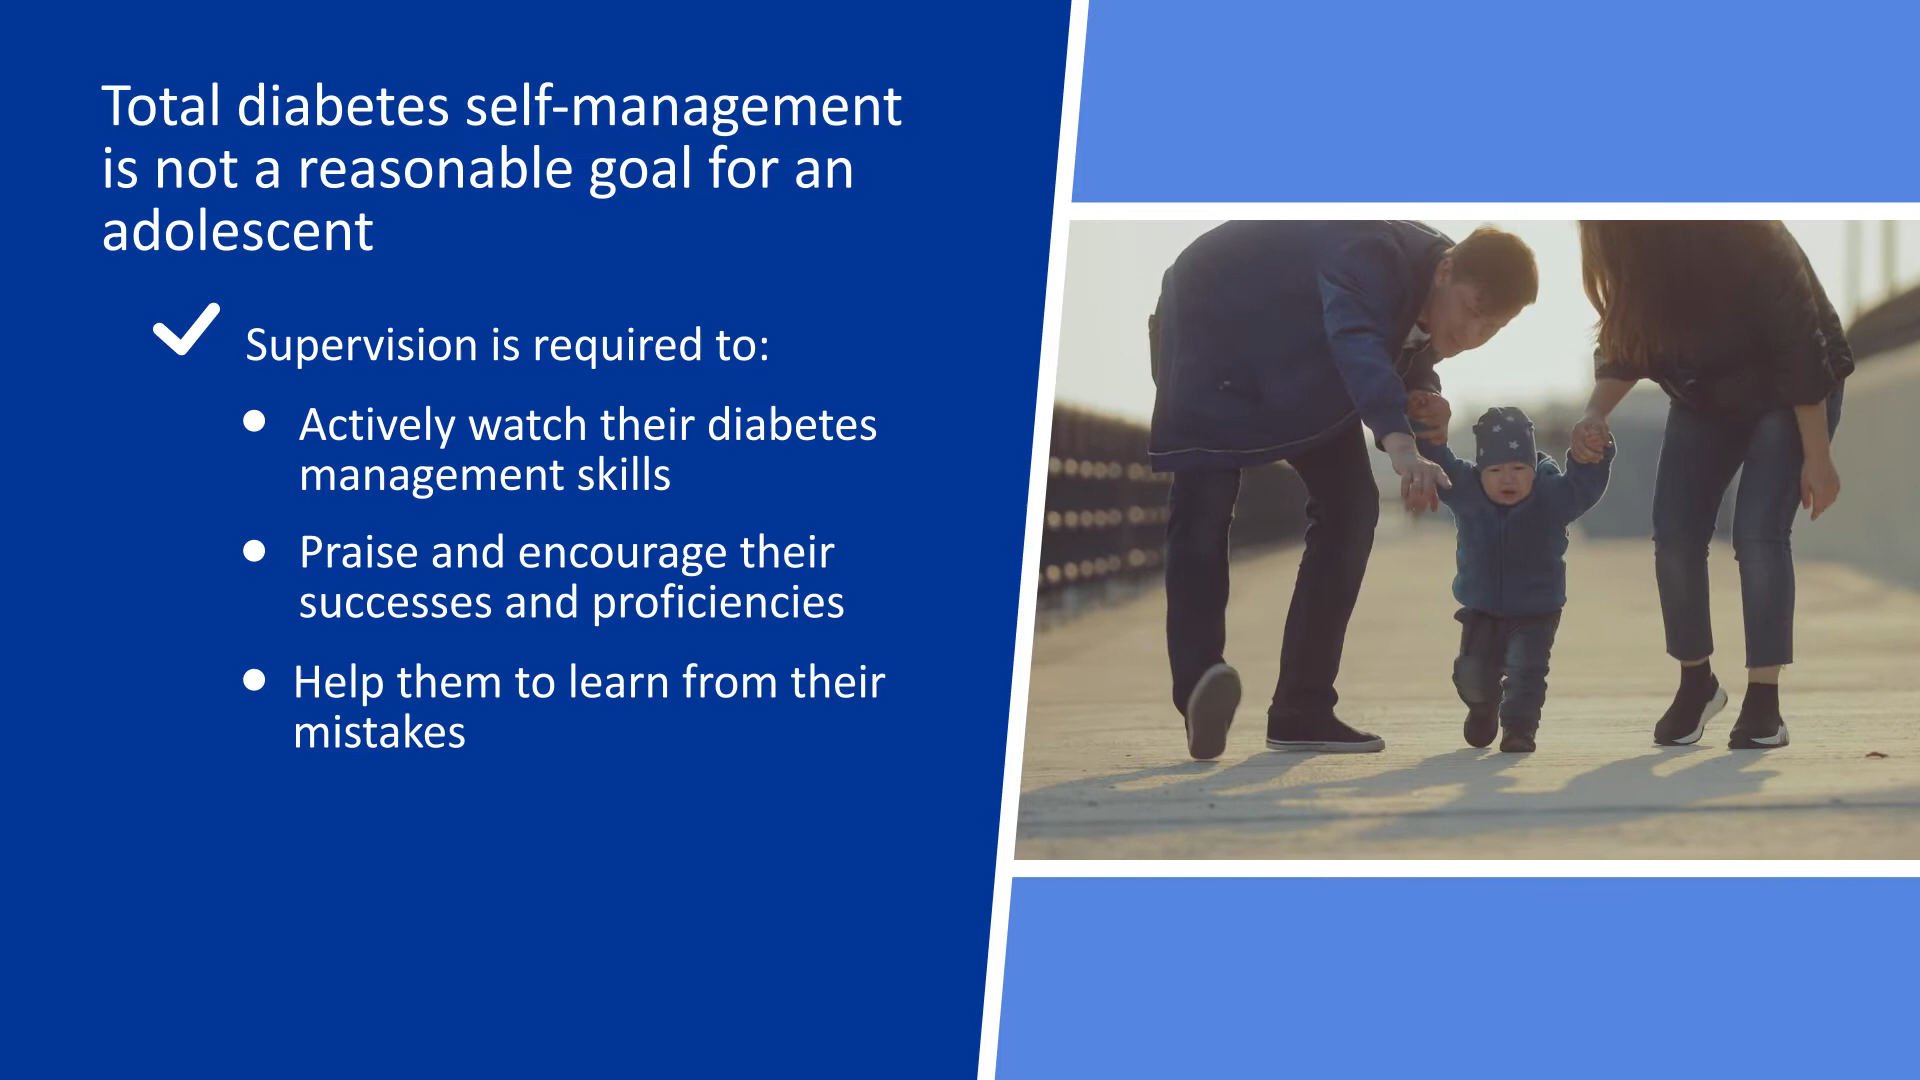 Total diabetes self-management
is not a reasonable goal for an
adolescent
Supervision is required to:
Actively watch their diabetes
management skills
Praise and encourage their
successes and proficiencies
Help them to learn from their
mistakes